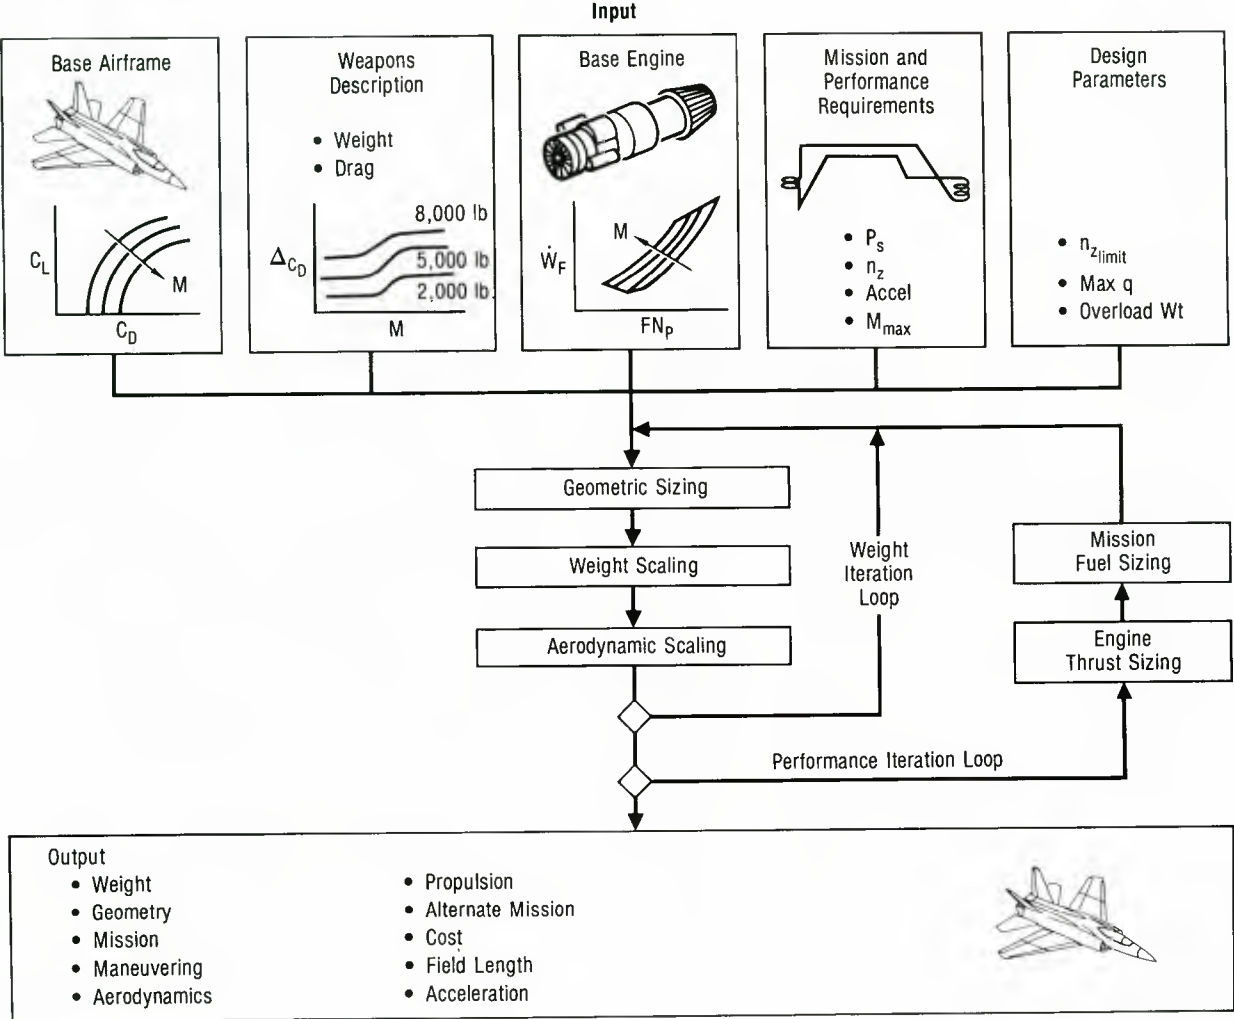 Input
Base Airframe
C_L
M
C_D
Weapons
Description
• Weight
• Drag
8,000 lb
5,000 lb
2,000 lb
Δ_C_D
M
Base Engine
M
Ẇ_F
FN_P
Mission and
Performance
Requirements
• P_s
• n_z
• Accel
• M_max
Design
Parameters
• n_z_limit
• Max q
• Overload Wt
Geometric Sizing
Weight Scaling
Aerodynamic Scaling
Weight
Iteration
Loop
Mission
Fuel Sizing
Engine
Thrust Sizing
Performance Iteration Loop
Output
• Weight
• Geometry
• Mission
• Maneuvering
• Aerodynamics
• Propulsion
• Alternate Mission
• Cost
• Field Length
• Acceleration